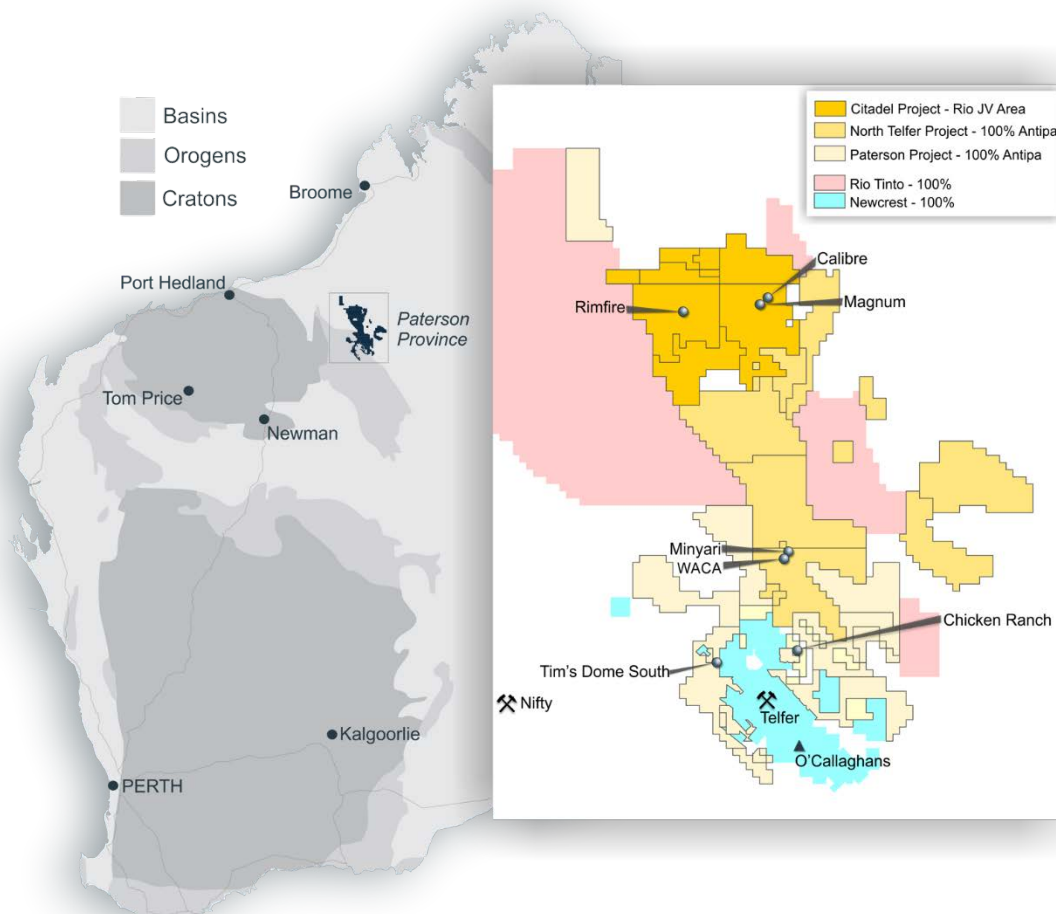 Basins
Orogens
Cratons
Broome
Port Hedland
Paterson
Province
Tom Price
Newman
Kalgoorlie
PERTH
Citadel Project - Rio JV Area
North Telfer Project - 100% Antipa
Paterson Project - 100% Antipa
Rio Tinto - 100%
Newcrest - 100%
Calibre
Rimfire
Magnum
Minyari
WACA
Chicken Ranch
Tim's Dome South
Nifty
Telfer
O'Callaghans